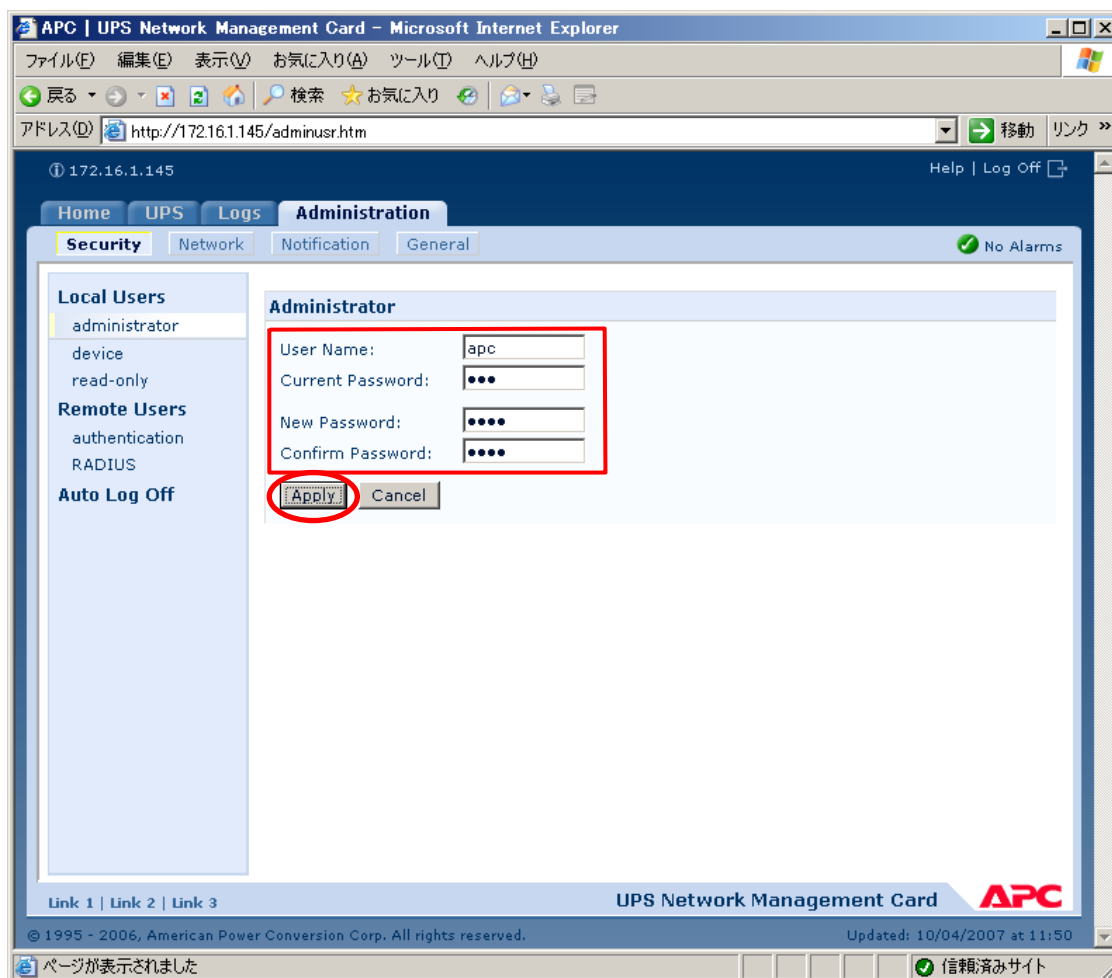 APC | UPS Network Management Card - Microsoft Internet Explorer
ファイル(F) 編集(E) 表示(V) お気に入り(A) ツール(T) ヘルプ(H)
戻る 検索 お気に入り
アドレス(D) http://172.16.1.145/adminusr.htm 移動 リンク »
172.16.1.145 Help | Log Off
Home UPS Logs Administration
Security Network Notification General No Alarms
Local Users
administrator
device
read-only
Remote Users
authentication
RADIUS
Auto Log Off
Administrator
User Name: apc
Current Password: •••
New Password: ••••
Confirm Password: ••••
Apply Cancel
Link 1 | Link 2 | Link 3 UPS Network Management Card APC
© 1995 - 2006, American Power Conversion Corp. All rights reserved. Updated: 10/04/2007 at 11:50
ページが表示されました 信頼済みサイト